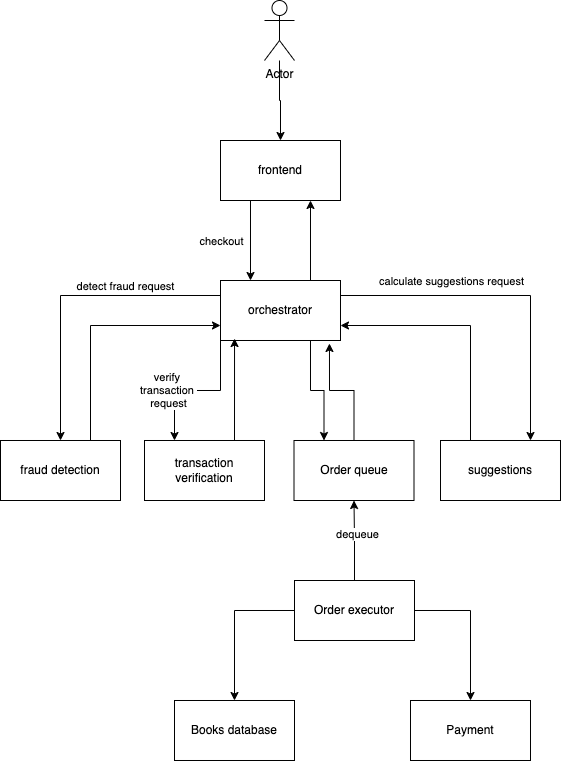 Actor
frontend
checkout
detect fraud request
calculate suggestions request
orchestrator
verify
transaction
request
fraud detection
transaction
verification
Order queue
suggestions
dequeue
Order executor
Books database
Payment